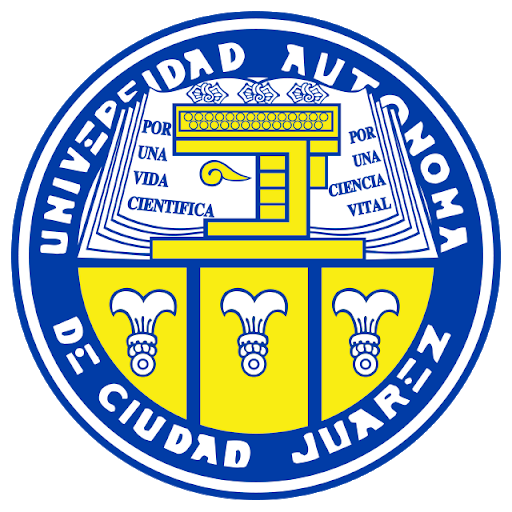 UNIVERSIDAD AUTONOMA
POR
UNA
VIDA
CIENTIFICA
POR
UNA
CIENCIA
VITAL
DE CIUDAD JUAREZ